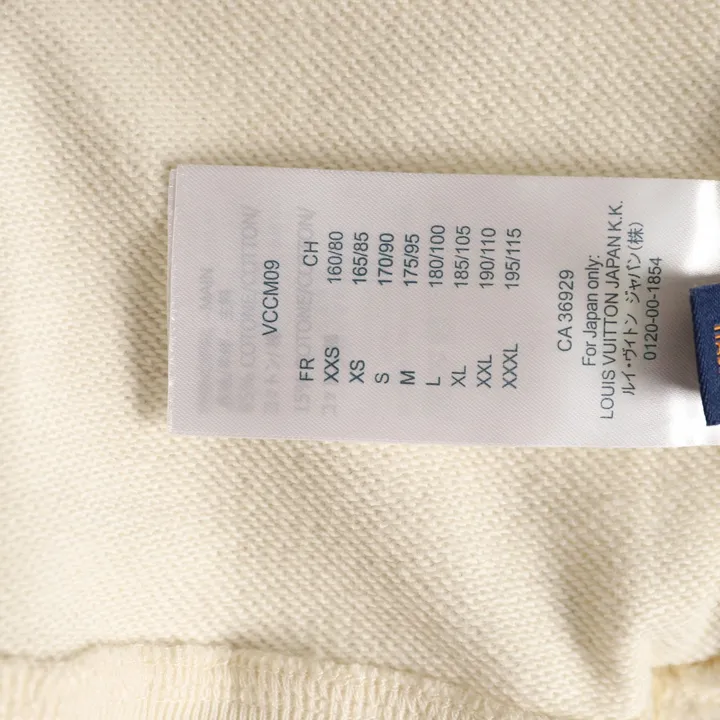 VCCM09
FR CH
XXS 160/80
XS 165/85
S 170/90
M 175/95
L 180/100
XL 185/105
XXL 190/110
XXXL 195/115
CA 36929
For Japan only:
LOUIS VUITTON JAPAN K.K.
ルイ・ヴィトン ジャパン(株)
0120-00-1854